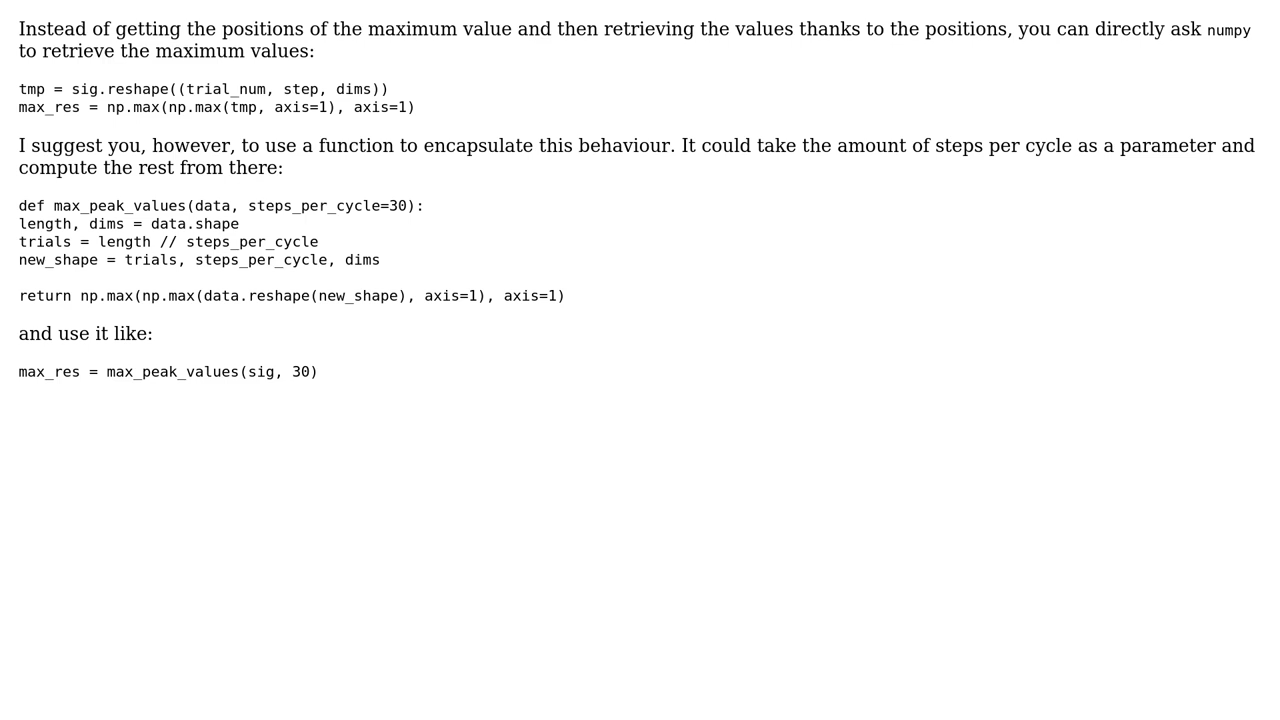 Instead of getting the positions of the maximum value and then retrieving the values thanks to the positions, you can directly ask numpy
to retrieve the maximum values:
tmp = sig.reshape((trial_num, step, dims))
max_res = np.max(np.max(tmp, axis=1), axis=1)
I suggest you, however, to use a function to encapsulate this behaviour. It could take the amount of steps per cycle as a parameter and
compute the rest from there:
def max_peak_values(data, steps_per_cycle=30):
length, dims = data.shape
trials = length // steps_per_cycle
new_shape = trials, steps_per_cycle, dims
return np.max(np.max(data.reshape(new_shape), axis=1), axis=1)
and use it like:
max_res = max_peak_values(sig, 30)